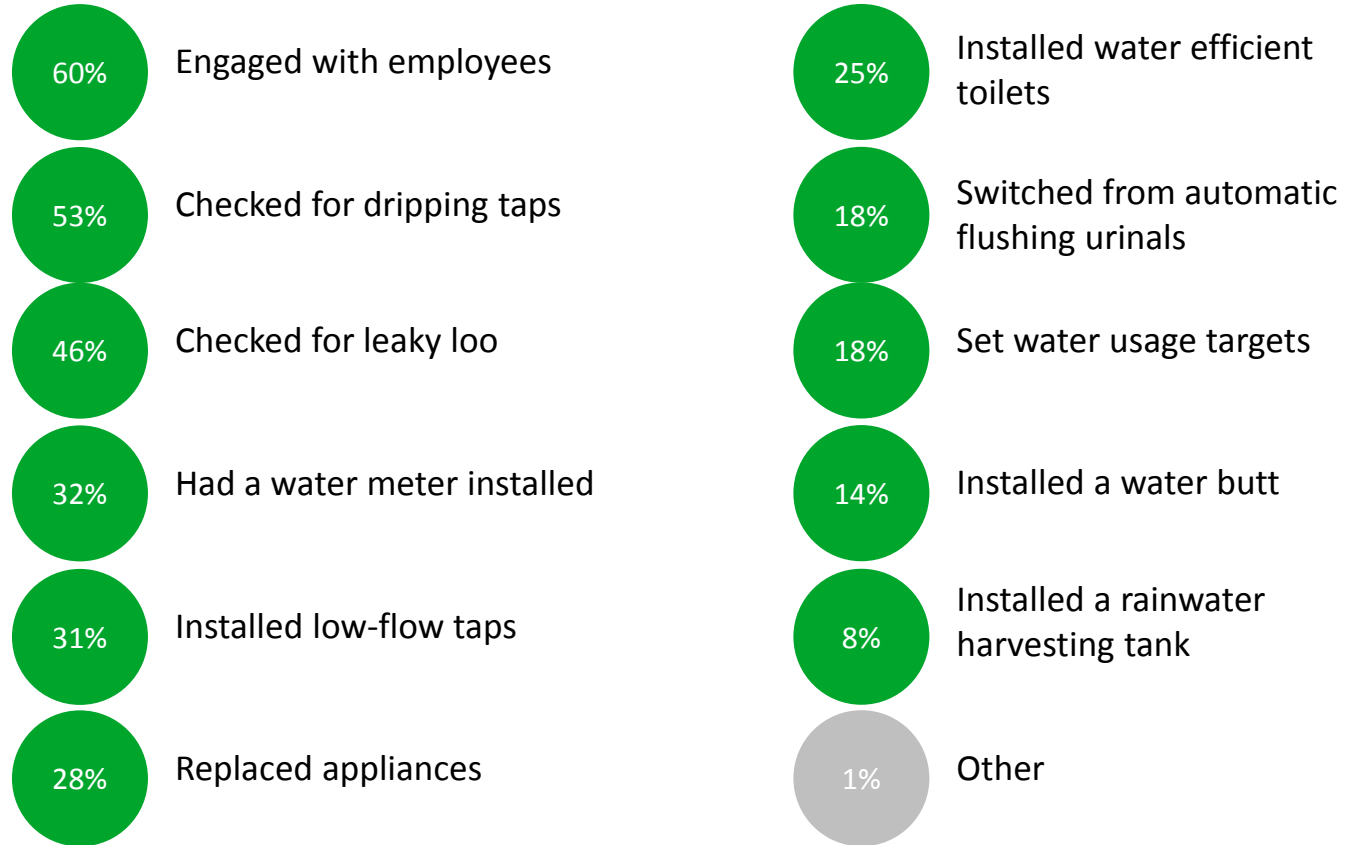 60%
Engaged with employees
53%
Checked for dripping taps
46%
Checked for leaky loo
32%
Had a water meter installed
31%
Installed low-flow taps
28%
Replaced appliances
25%
Installed water efficient
toilets
18%
Switched from automatic
flushing urinals
18%
Set water usage targets
14%
Installed a water butt
8%
Installed a rainwater
harvesting tank
1%
Other